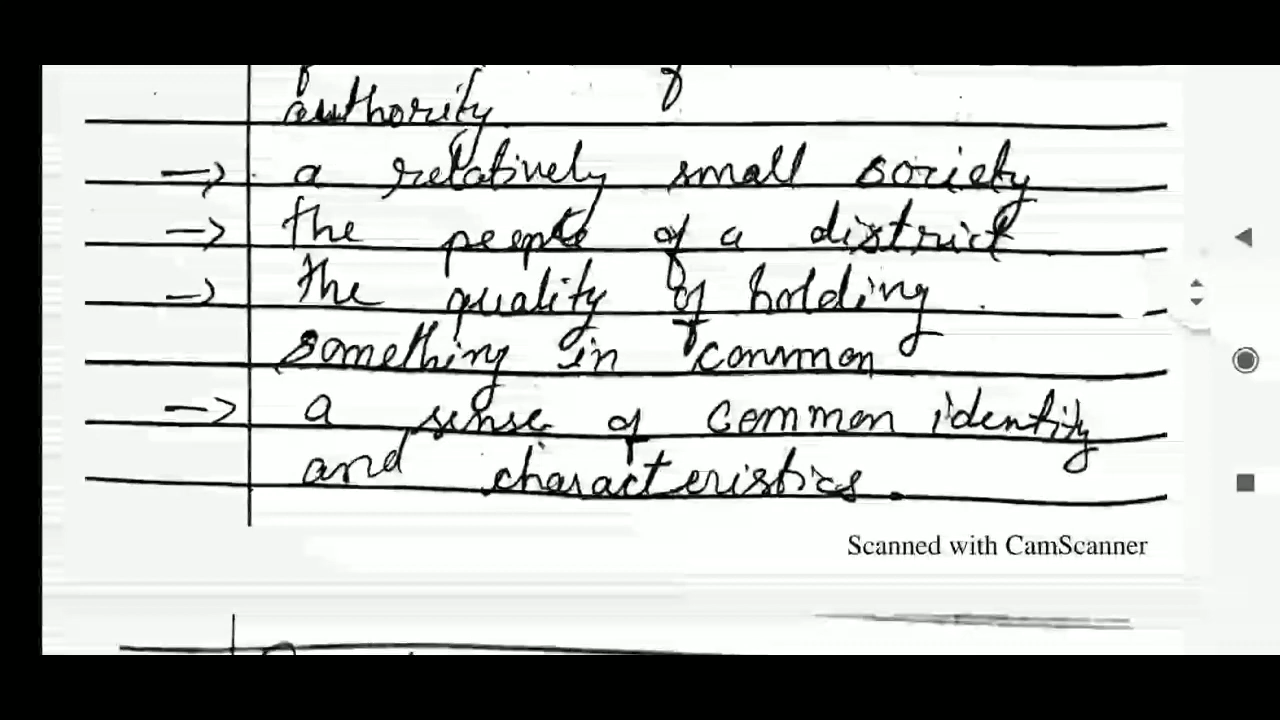 authority
→ a relatively small society
→ the people of a district
→ the quality of holding
something in common
→ a sense of common identity
and characteristics.
Scanned with CamScanner